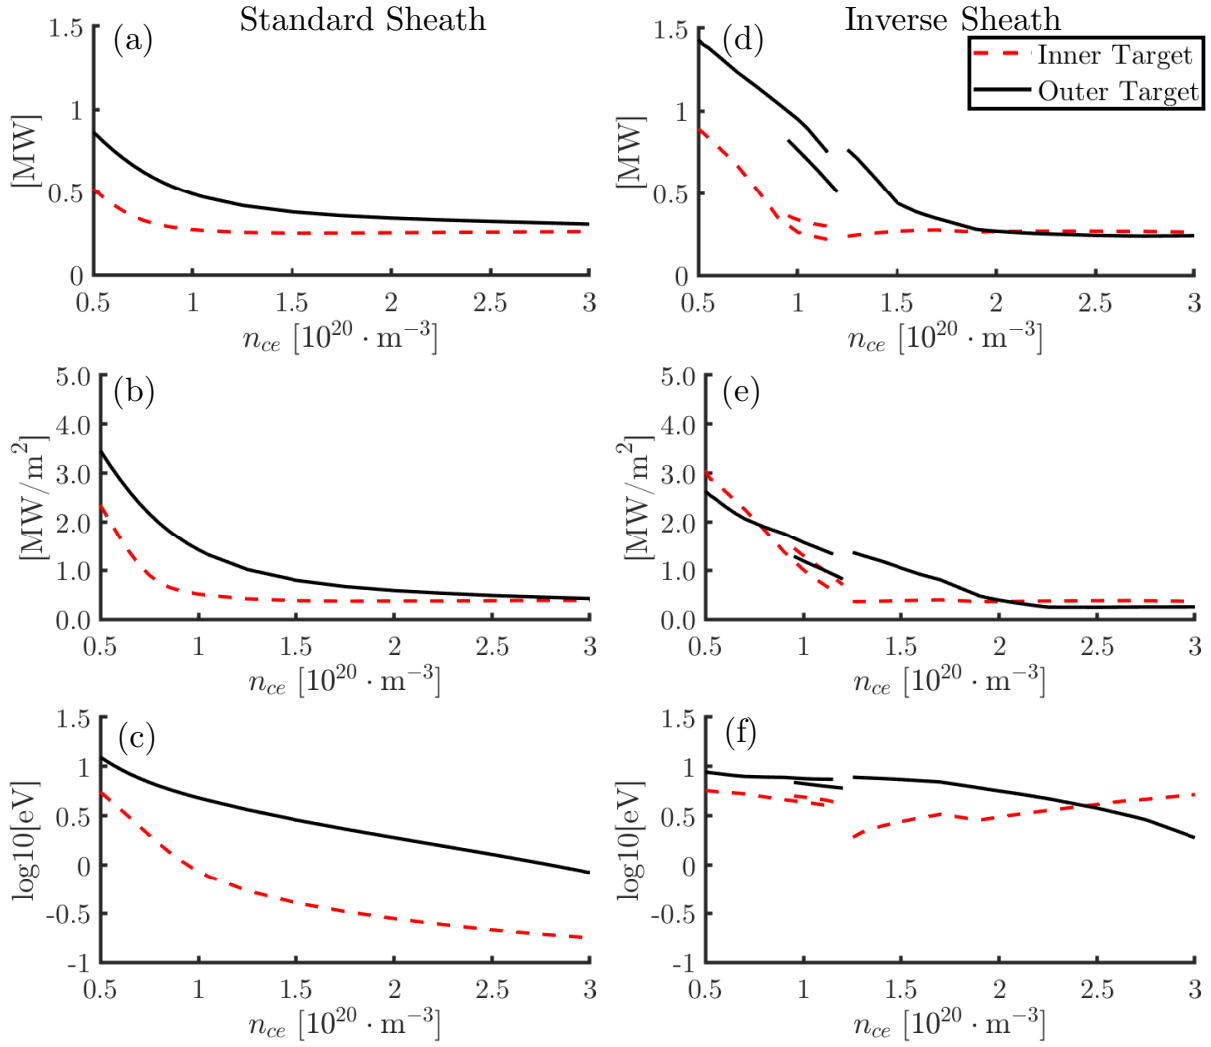 Standard Sheath
Inverse Sheath
(a)
1.5
1
0.5
0
[MW]
0.5 1 1.5 2 2.5 3
n_ce [10^20 · m^−3]
(d)
Inner Target
Outer Target
1.5
1
0.5
0
[MW]
0.5 1 1.5 2 2.5 3
n_ce [10^20 · m^−3]
(b)
5.0
4.0
3.0
2.0
1.0
0.0
[MW/m^2]
0.5 1 1.5 2 2.5 3
n_ce [10^20 · m^−3]
(e)
5.0
4.0
3.0
2.0
1.0
0.0
[MW/m^2]
0.5 1 1.5 2 2.5 3
n_ce [10^20 · m^−3]
(c)
1.5
1
0.5
0
-0.5
-1
log10[eV]
0.5 1 1.5 2 2.5 3
n_ce [10^20 · m^−3]
(f)
1.5
1
0.5
0
-0.5
-1
log10[eV]
0.5 1 1.5 2 2.5 3
n_ce [10^20 · m^−3]